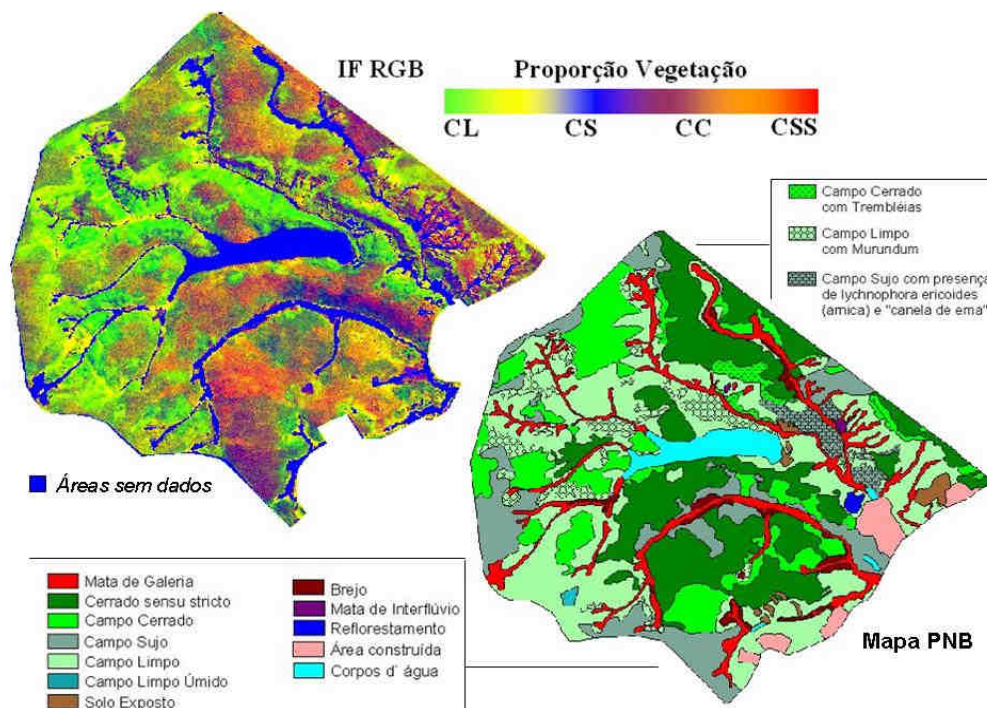 IF RGB
Proporção Vegetação
CL CS CC CSS
Campo Cerrado
com Trembléias
Campo Limpo
com Murundum
Campo Sujo com presença
de lychnophora ericoides
(arnica) e "canela de ema"
Áreas sem dados
Mata de Galeria
Cerrado sensu stricto
Campo Cerrado
Campo Sujo
Campo Limpo
Campo Limpo Úmido
Solo Exposto
Brejo
Mata de Interflúvio
Reflorestamento
Área construída
Corpos d´ água
Mapa PNB